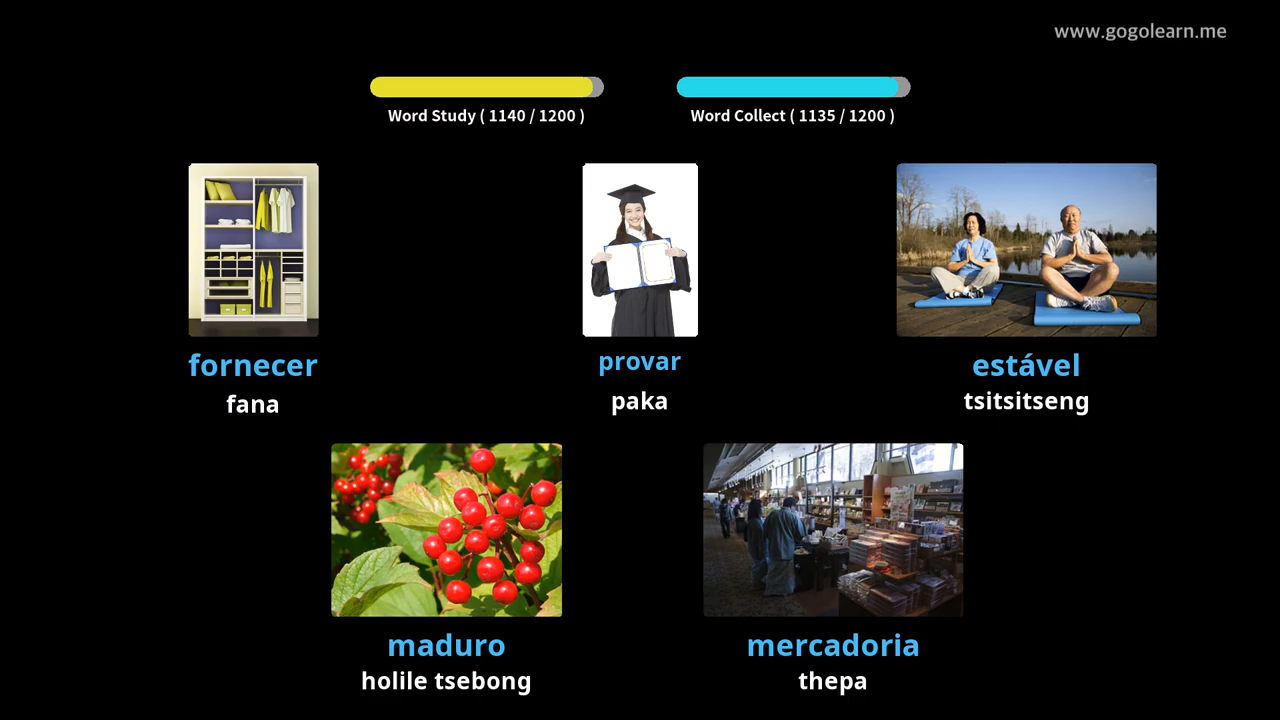 www.gogolearn.me
Word Study ( 1140 / 1200 )
Word Collect ( 1135 / 1200 )
fornecer
fana
provar
paka
estável
tsitsitseng
maduro
holile tsebong
mercadoria
thepa